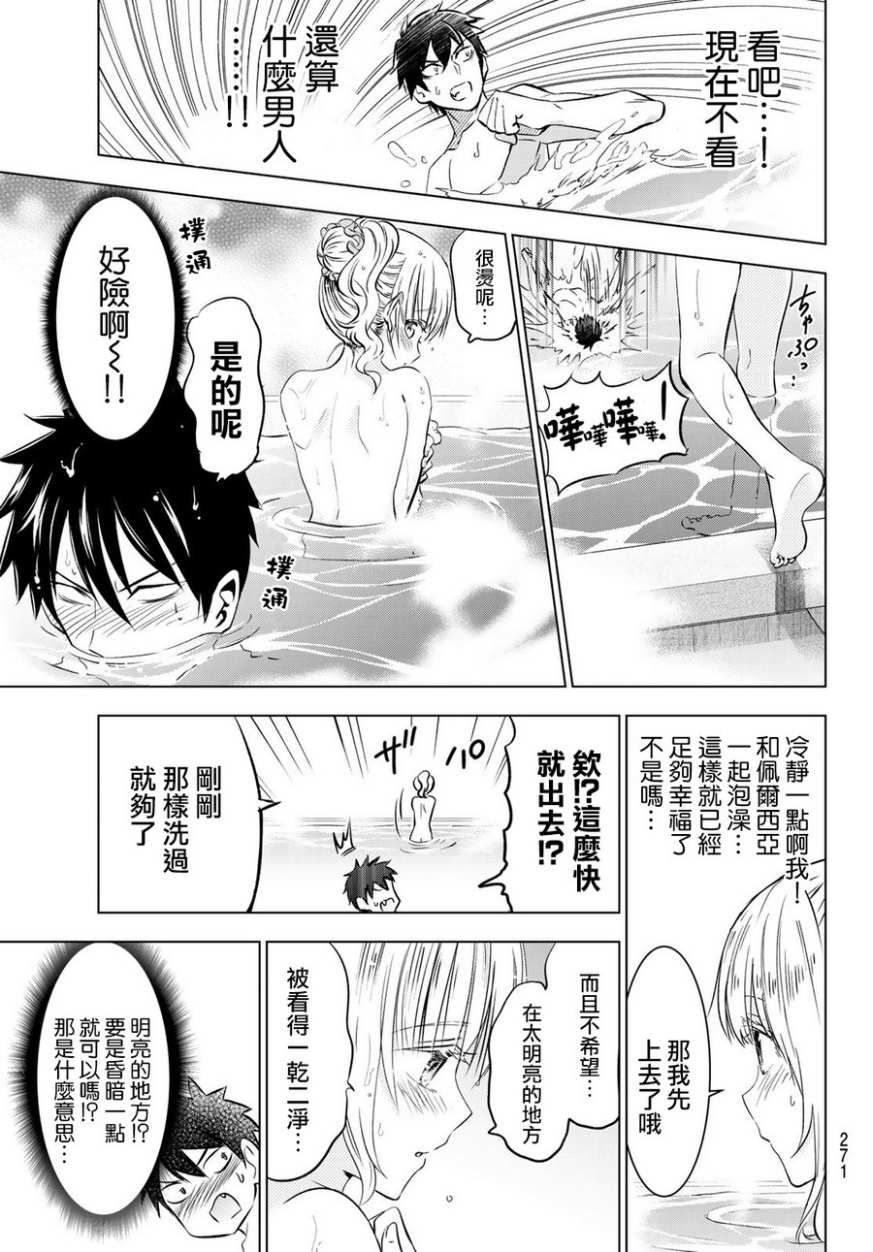 看吧…！
現在不看
還算
什麼男人
……!!
ちゃぷっ…
嘩嘩嘩嘩！
很燙呢…
撲通
是的呢
好險啊～!!
撲通
冷靜一點啊我！
和佩爾西亞
一起泡澡…
這樣就已經
足夠幸福了
不是嗎…
欸!?這麼快
就出去!?
ザバ
剛剛
那樣洗過
就夠了
那我先
上去了哦
而且不希望…
在太明亮的地方
被看得一乾二淨…
明亮的地方!?
要是昏暗一點
就可以嗎!?
那是什麼意思…
271